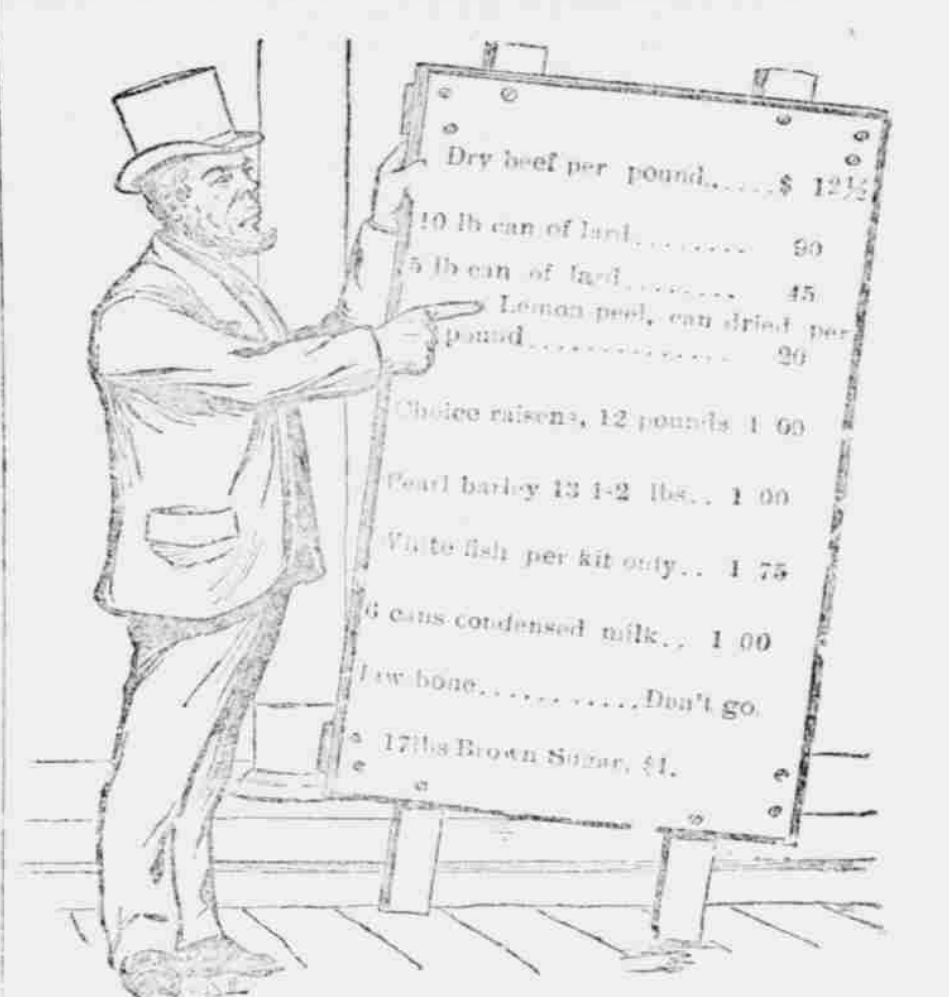 Dry beef per pound.......$ 12½
10 lb can of lard......... 90
5 lb can of lard........ 45
Lemon peel, can dried per
pound............... 20
Choice raisens, 12 pounds 1 00
Pearl barley 13 1-2 lbs.. 1 00
White fish per kit only.. 1 75
6 cans condensed milk.. 1 00
Jaw bone............Don't go.
17lbs Brown Sugar, $1.